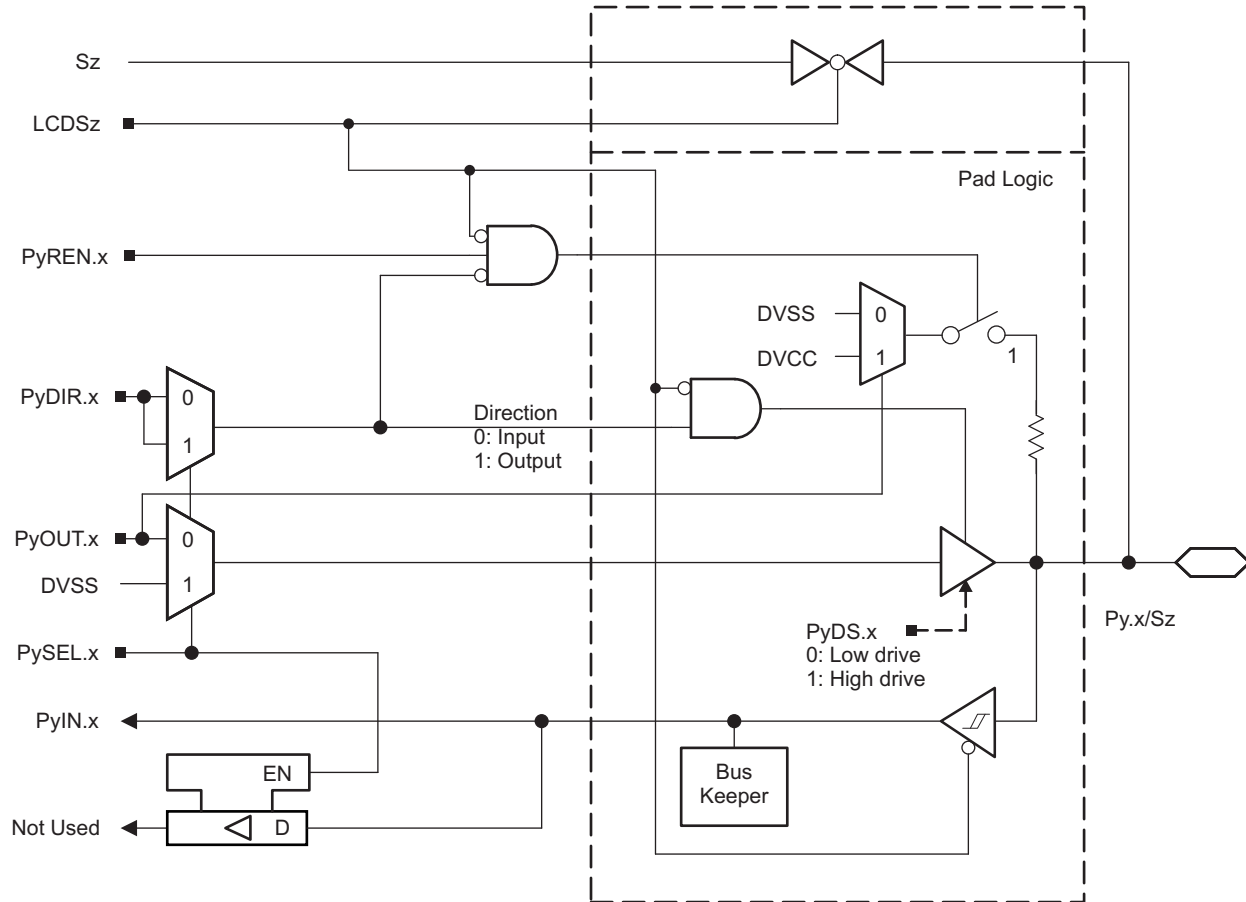 Sz
LCDSz
Pad Logic
PyREN.x
DVSS
0
DVCC
1
1
PyDIR.x
0
1
Direction
0: Input
1: Output
PyOUT.x
0
DVSS
1
PyDS.x
0: Low drive
1: High drive
Py.x/Sz
PySEL.x
PyIN.x
EN
D
Not Used
Bus
Keeper